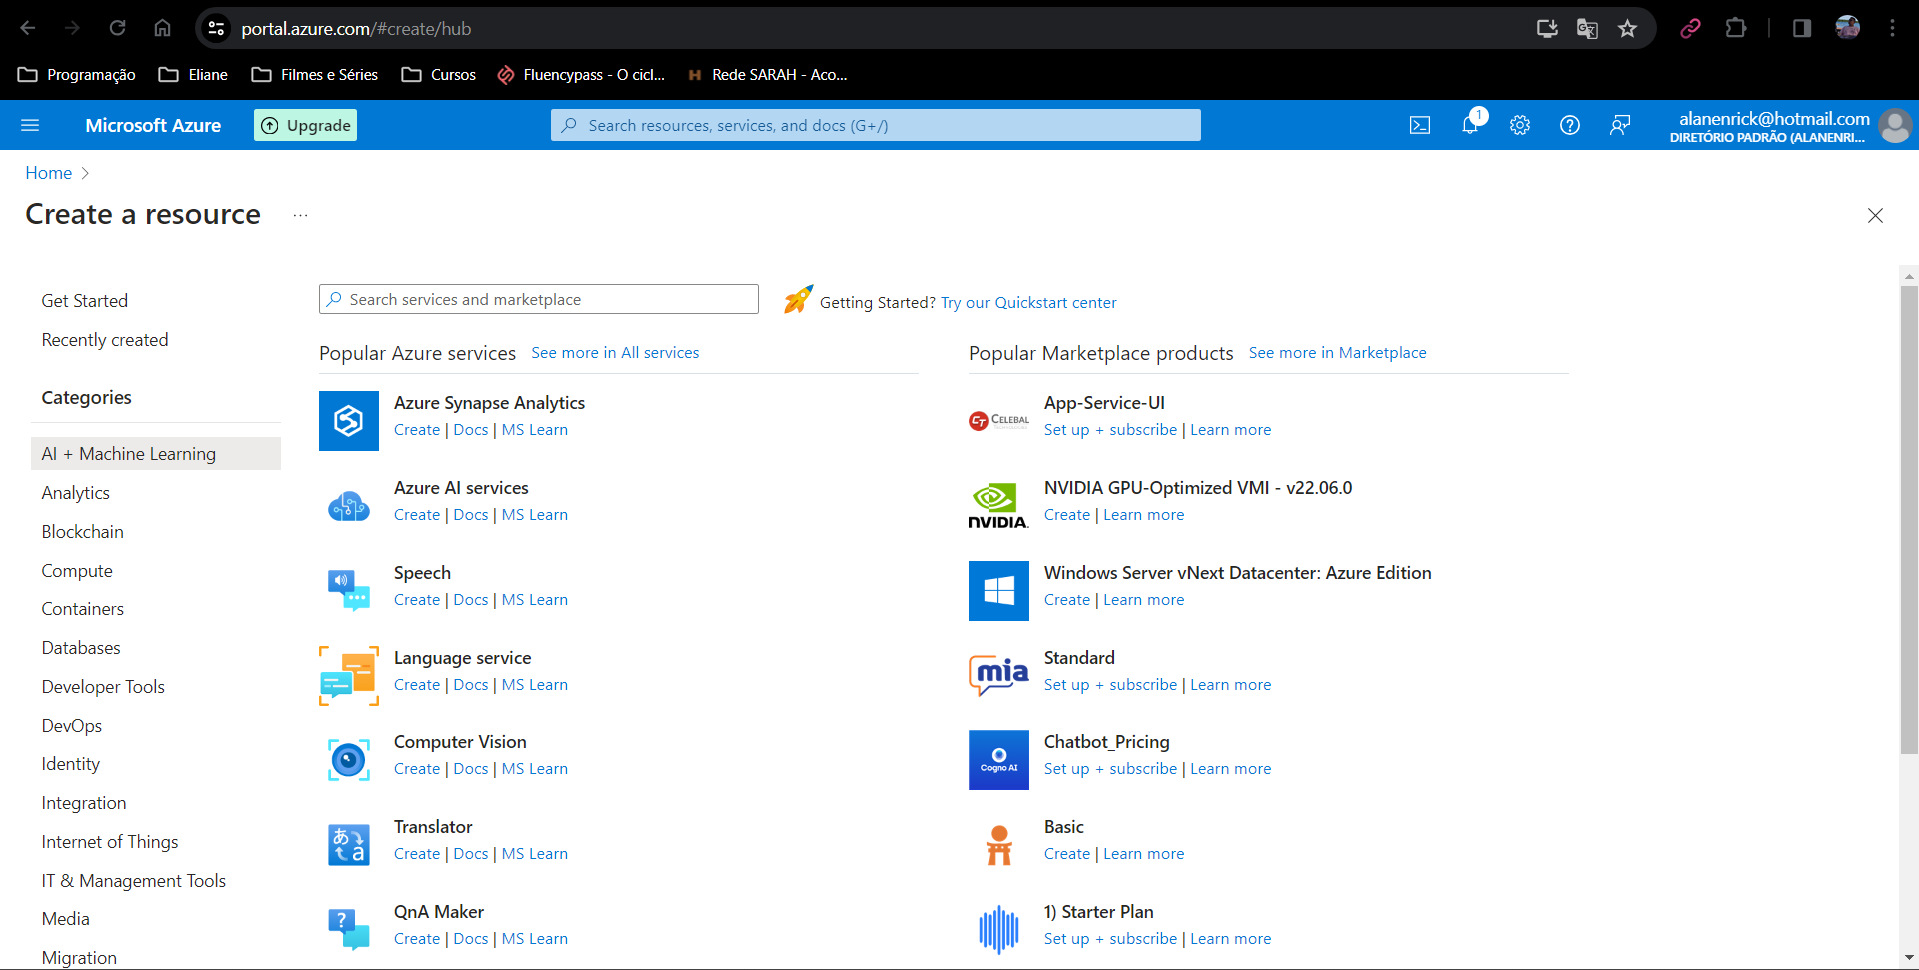 portal.azure.com/#create/hub
Programação Eliane Filmes e Séries Cursos Fluencypass - O cicl... Rede SARAH - Aco...
Microsoft Azure Upgrade Search resources, services, and docs (G+/) 1 alanenrick@hotmail.com
DIRETÓRIO PADRÃO (ALANENRI...
Home
Create a resource ...
Get Started
Recently created
Categories
AI + Machine Learning
Analytics
Blockchain
Compute
Containers
Databases
Developer Tools
DevOps
Identity
Integration
Internet of Things
IT & Management Tools
Media
Migration
Search services and marketplace
Getting Started? Try our Quickstart center
Popular Azure services See more in All services
Azure Synapse Analytics
Create | Docs | MS Learn
Azure AI services
Create | Docs | MS Learn
Speech
Create | Docs | MS Learn
Language service
Create | Docs | MS Learn
Computer Vision
Create | Docs | MS Learn
Translator
Create | Docs | MS Learn
QnA Maker
Create | Docs | MS Learn
Popular Marketplace products See more in Marketplace
CT CELEBAL
App-Service-UI
Set up + subscribe | Learn more
NVIDIA.
NVIDIA GPU-Optimized VMI - v22.06.0
Create | Learn more
Windows Server vNext Datacenter: Azure Edition
Create | Learn more
mia
Standard
Set up + subscribe | Learn more
Cogno AI
Chatbot_Pricing
Set up + subscribe | Learn more
Basic
Create | Learn more
1) Starter Plan
Set up + subscribe | Learn more